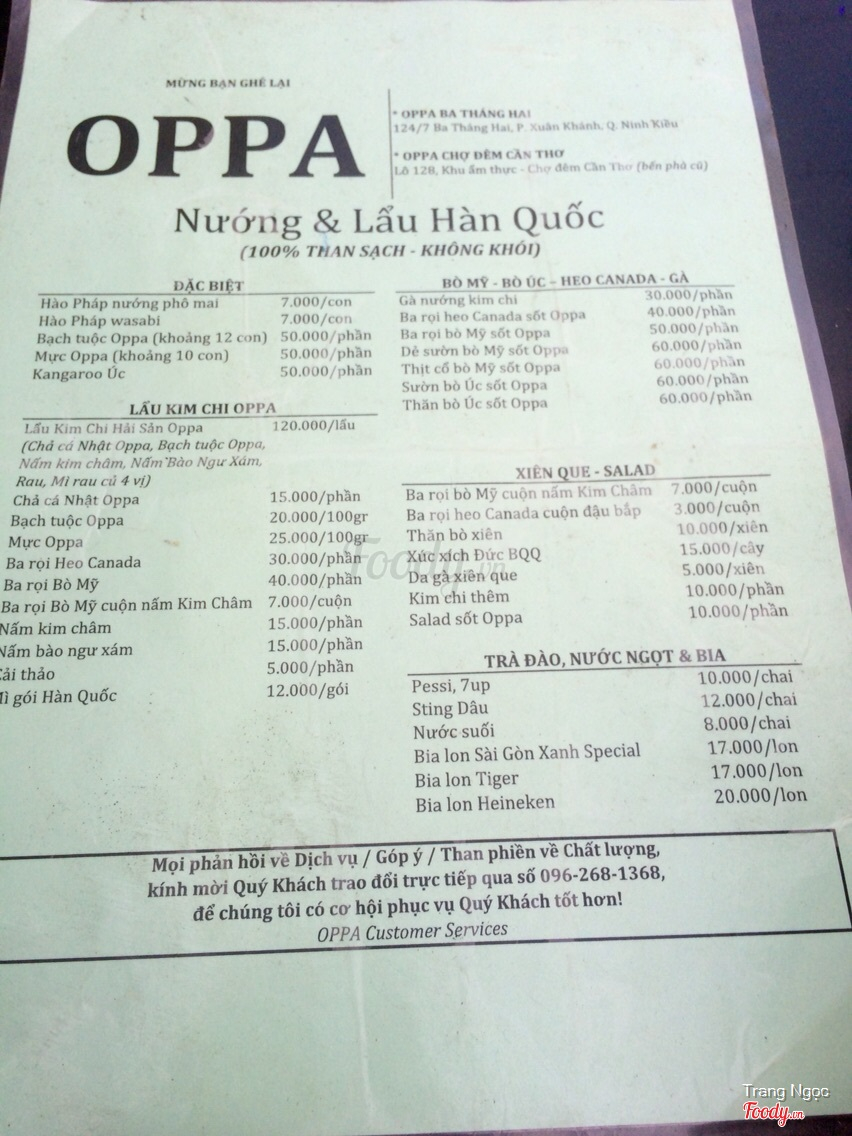 MỪNG BẠN GHÉ LẠI
OPPA
* OPPA BA THÁNG HAI
124/7 Ba Tháng Hai, P. Xuân Khánh, Q. Ninh Kiều
* OPPA CHỢ ĐÊM CẦN THƠ
Lô 128, Khu ẩm thực - Chợ đêm Cần Thơ (bến phà cũ)
Nướng & Lẩu Hàn Quốc
(100% THAN SẠCH - KHÔNG KHÓI)
ĐẶC BIỆT
Hào Pháp nướng phô mai 7.000/con
Hào Pháp wasabi 7.000/con
Bạch tuộc Oppa (khoảng 12 con) 50.000/phần
Mực Oppa (khoảng 10 con) 50.000/phần
Kangaroo Úc 50.000/phần
LẨU KIM CHI OPPA
Lẩu Kim Chi Hải Sản Oppa 120.000/lẩu
(Chả cá Nhật Oppa, Bạch tuộc Oppa,
Nấm kim châm, Nấm Bào Ngư Xám,
Rau, Mì rau củ 4 vị)
Chả cá Nhật Oppa 15.000/phần
Bạch tuộc Oppa 20.000/100gr
Mực Oppa 25.000/100gr
Ba rọi Heo Canada 30.000/phần
Ba rọi Bò Mỹ 40.000/phần
Ba rọi Bò Mỹ cuộn nấm Kim Châm 7.000/cuộn
Nấm kim châm 15.000/phần
Nấm bào ngư xám 15.000/phần
ải thảo 5.000/phần
ì gói Hàn Quốc 12.000/gói
BÒ MỸ - BÒ ÚC – HEO CANADA - GÀ
Gà nướng kim chi 30.000/phần
Ba rọi heo Canada sốt Oppa 40.000/phần
Ba rọi bò Mỹ sốt Oppa 50.000/phần
Dẻ sườn bò Mỹ sốt Oppa 60.000/phần
Thịt cổ bò Mỹ sốt Oppa 60.000/phần
Sườn bò Úc sốt Oppa 60.000/phần
Thăn bò Úc sốt Oppa 60.000/phần
XIÊN QUE - SALAD
Ba rọi bò Mỹ cuộn nấm Kim Châm 7.000/cuộn
Ba rọi heo Canada cuộn đậu bắp 3.000/cuộn
Thăn bò xiên 10.000/xiên
Xúc xích Đức BQQ 15.000/cây
Da gà xiên que 5.000/xiên
Kim chi thêm 10.000/phần
Salad sốt Oppa 10.000/phần
TRÀ ĐÀO, NƯỚC NGỌT & BIA
Pessi, 7up 10.000/chai
Sting Dâu 12.000/chai
Nước suối 8.000/chai
Bia lon Sài Gòn Xanh Special 17.000/lon
Bia lon Tiger 17.000/lon
Bia lon Heineken 20.000/lon
Mọi phản hồi về Dịch vụ / Góp ý / Than phiền về Chất lượng,
kính mời Quý Khách trao đổi trực tiếp qua số 096-268-1368,
để chúng tôi có cơ hội phục vụ Quý Khách tốt hơn!
OPPA Customer Services
Foody.vn
Trang Ngọc
Foody.vn